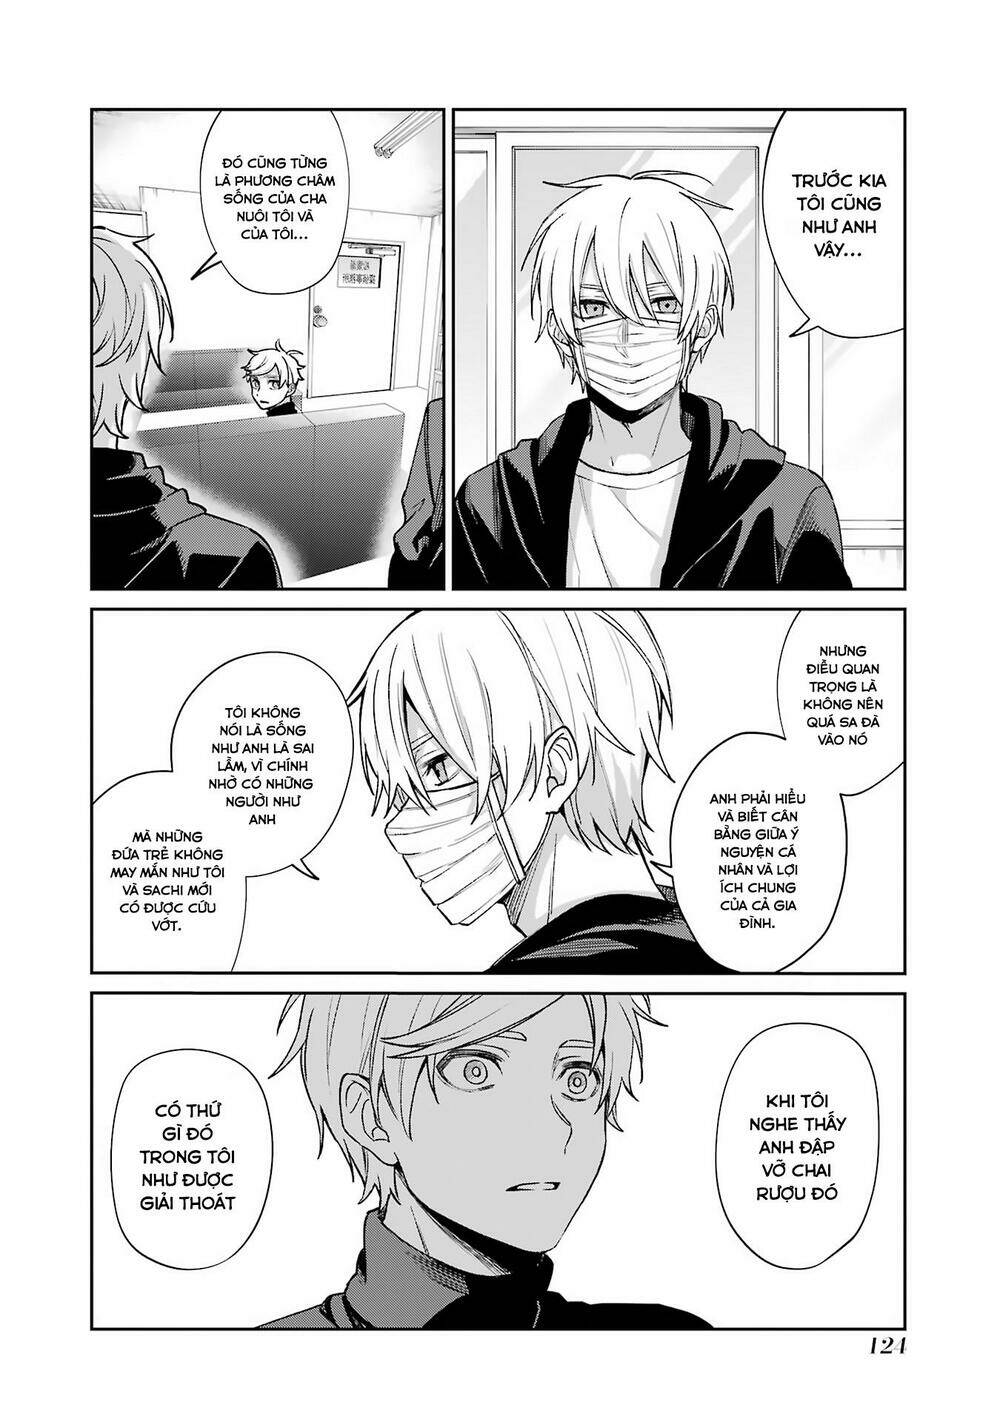 TRƯỚC KIA
TÔI CŨNG
NHƯ ANH
VẬY...
ĐÓ CŨNG TỪNG
LÀ PHƯƠNG CHÂM
SỐNG CỦA CHA
NUÔI TÔI VÀ
CỦA TÔI...
NHƯNG
ĐIỀU QUAN
TRỌNG LÀ
KHÔNG NÊN
QUÁ SA ĐÀ
VÀO NÓ
ANH PHẢI HIỂU
VÀ BIẾT CÂN
BẰNG GIỮA Ý
NGUYỆN CÁ
NHÂN VÀ LỢI
ÍCH CHUNG
CỦA CẢ GIA
ĐÌNH.
TÔI KHÔNG
NÓI LÀ SỐNG
NHƯ ANH LÀ SAI
LẦM, VÌ CHÍNH
NHỜ CÓ NHỮNG
NGƯỜI NHƯ
ANH
MÀ NHỮNG
ĐỨA TRẺ KHÔNG
MAY MẮN NHƯ TÔI
VÀ SACHI MỚI
CÓ ĐƯỢC CỨU
VỚT.
KHI TÔI
NGHE THẤY
ANH ĐẬP
VỠ CHAI
RƯỢU ĐÓ
CÓ THỨ
GÌ ĐÓ
TRONG TÔI
NHƯ ĐƯỢC
GIẢI THOÁT
124